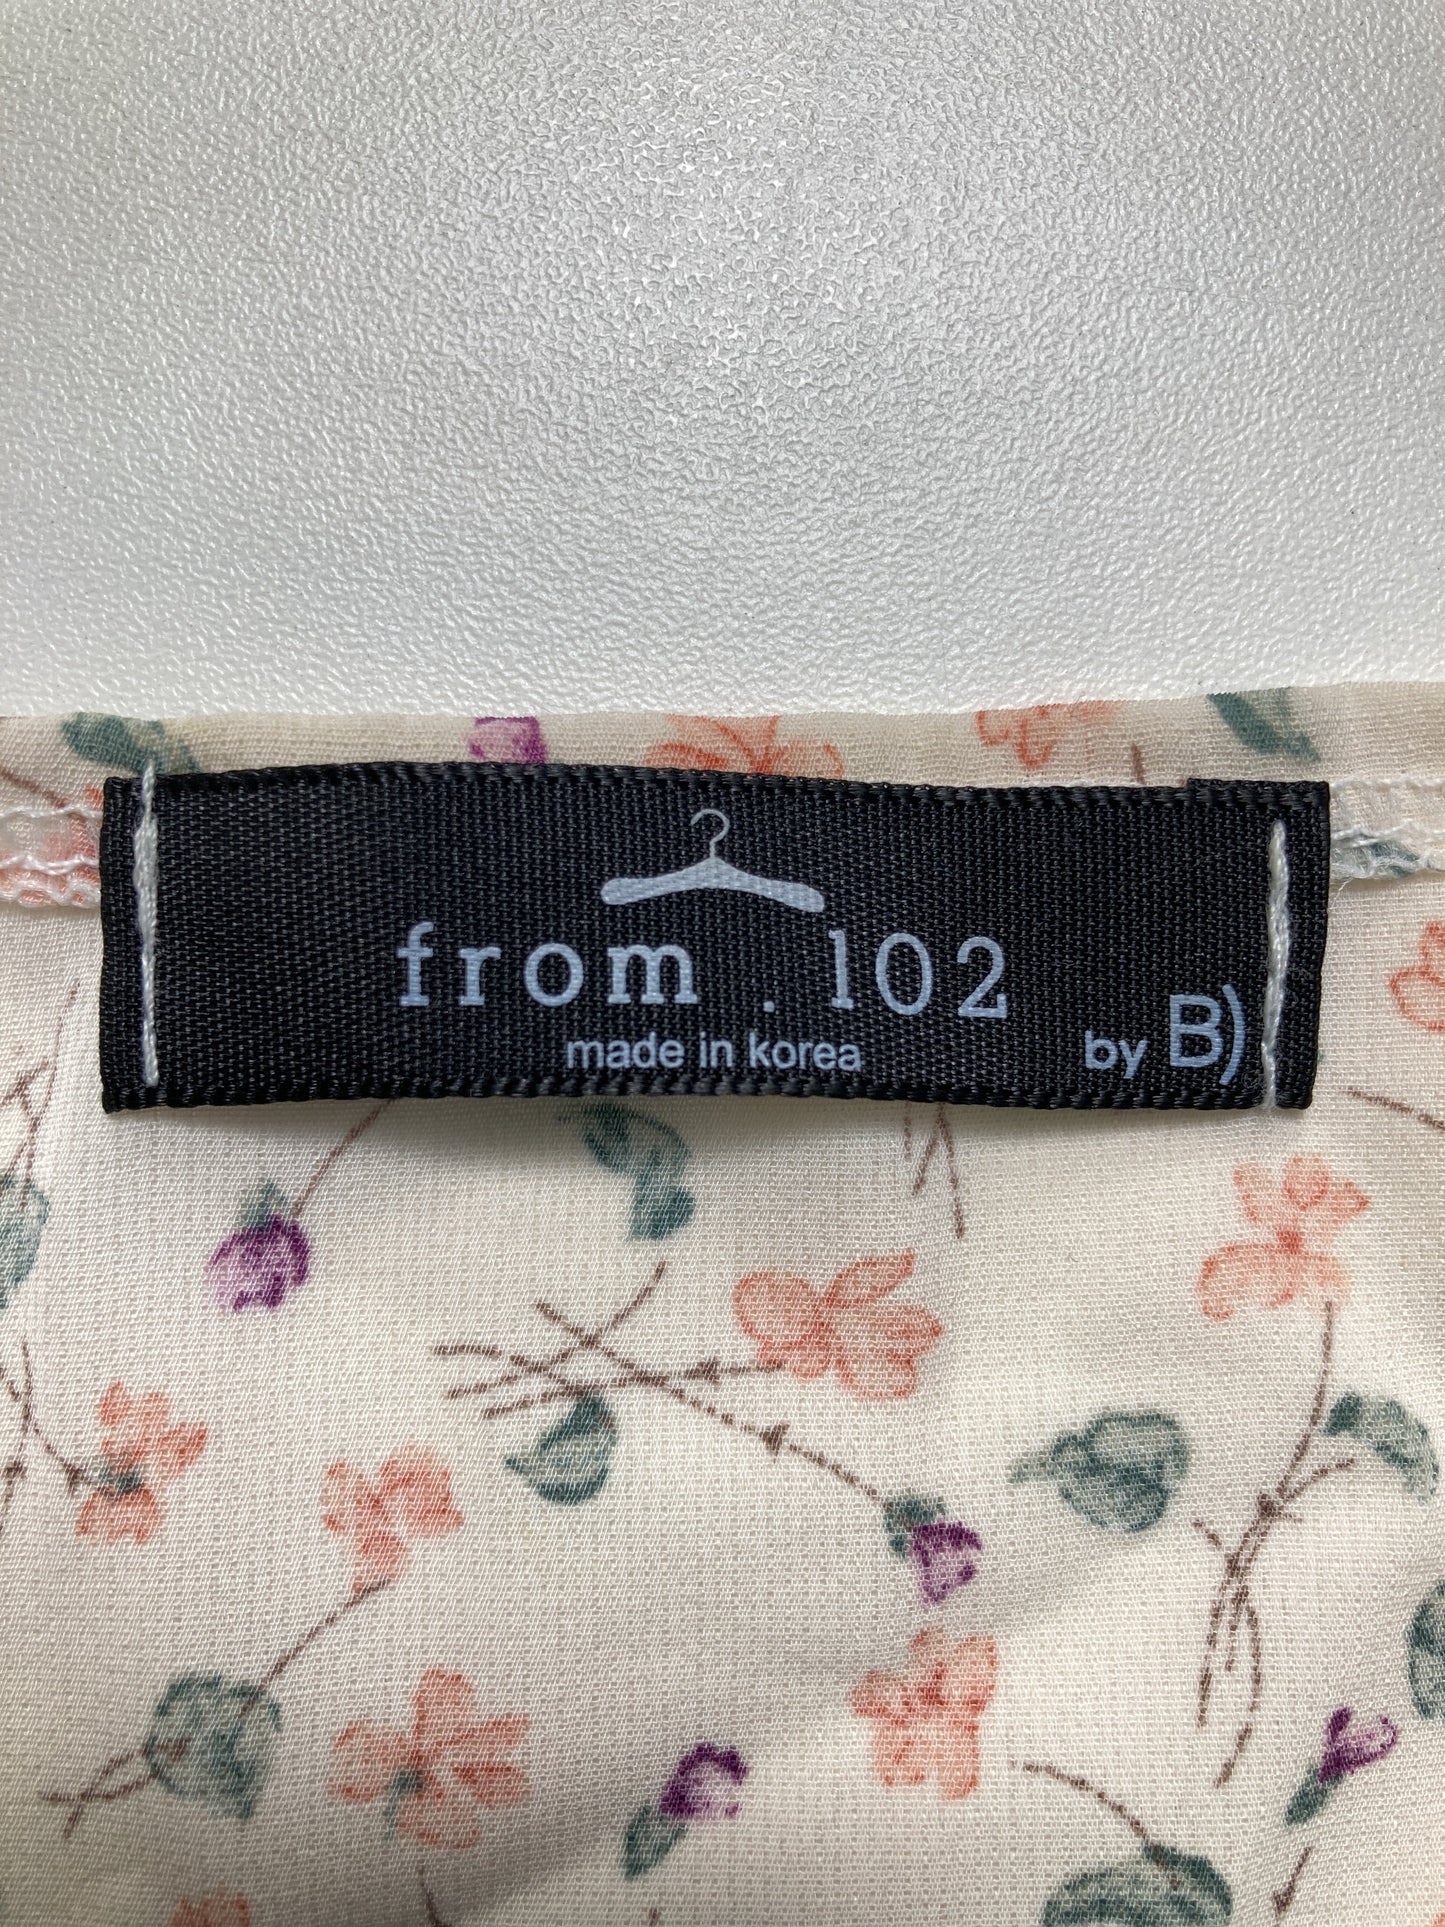 from . 102
made in korea
by B)